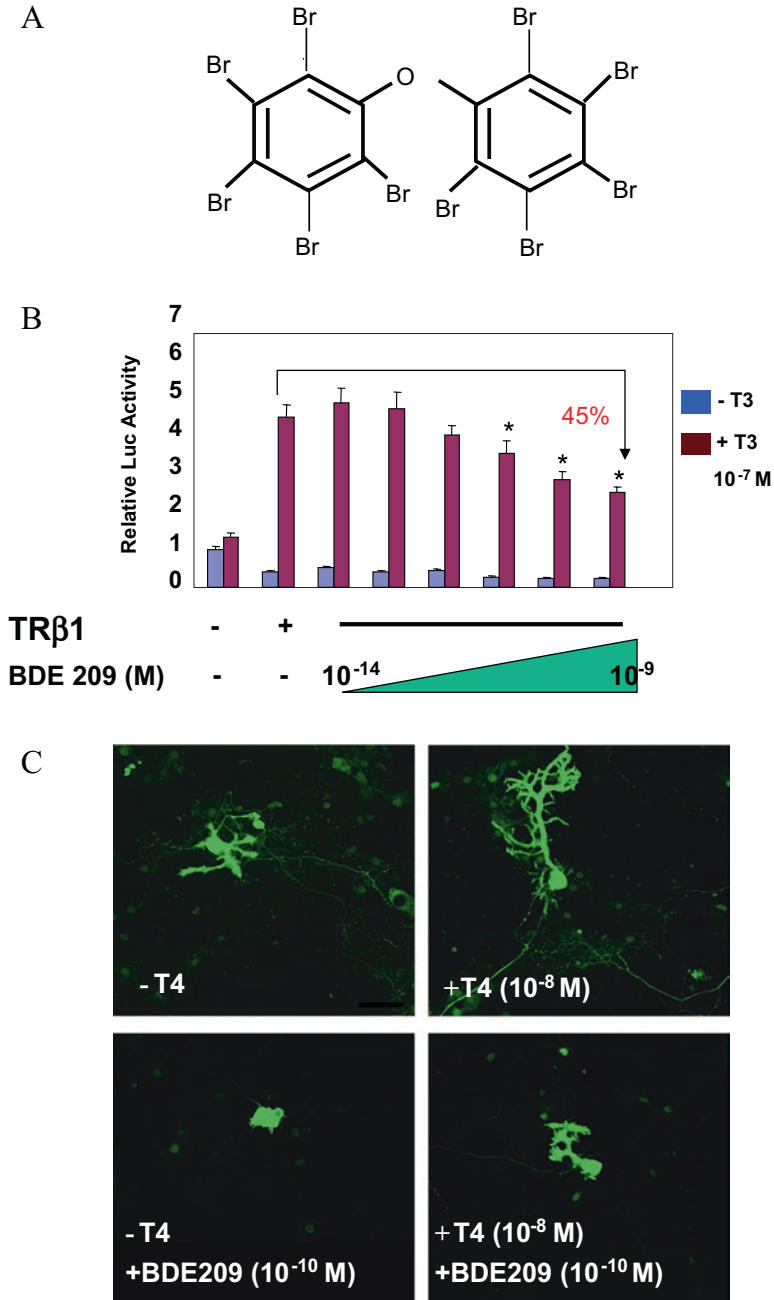 A
Br
Br
O
Br
Br
Br
Br
Br
Br
Br
Br
Br
B
7
6
5
4
3
2
1
0
Relative Luc Activity
45%
*
*
*
- T3
+ T3
10⁻⁷ M
TRβ1 - +
BDE 209 (M) - - 10⁻¹⁴ 10⁻⁹
C
- T4
+T4 (10⁻⁸ M)
- T4
+BDE209 (10⁻¹⁰ M)
+T4 (10⁻⁸ M)
+BDE209 (10⁻¹⁰ M)